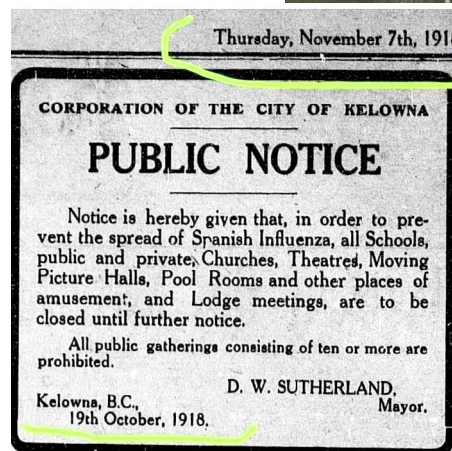 Thursday, November 7th, 191
CORPORATION OF THE CITY OF KELOWNA
PUBLIC NOTICE
Notice is hereby given that, in order to pre-
vent the spread of Spanish Influenza, all Schools,
public and private, Churches, Theatres, Moving
Picture Halls, Pool Rooms and other places of
amusement, and Lodge meetings, are to be
closed until further notice.
All public gatherings consisting of ten or more are
prohibited.
D. W. SUTHERLAND,
Mayor.
Kelowna, B.C.,
19th October, 1918.